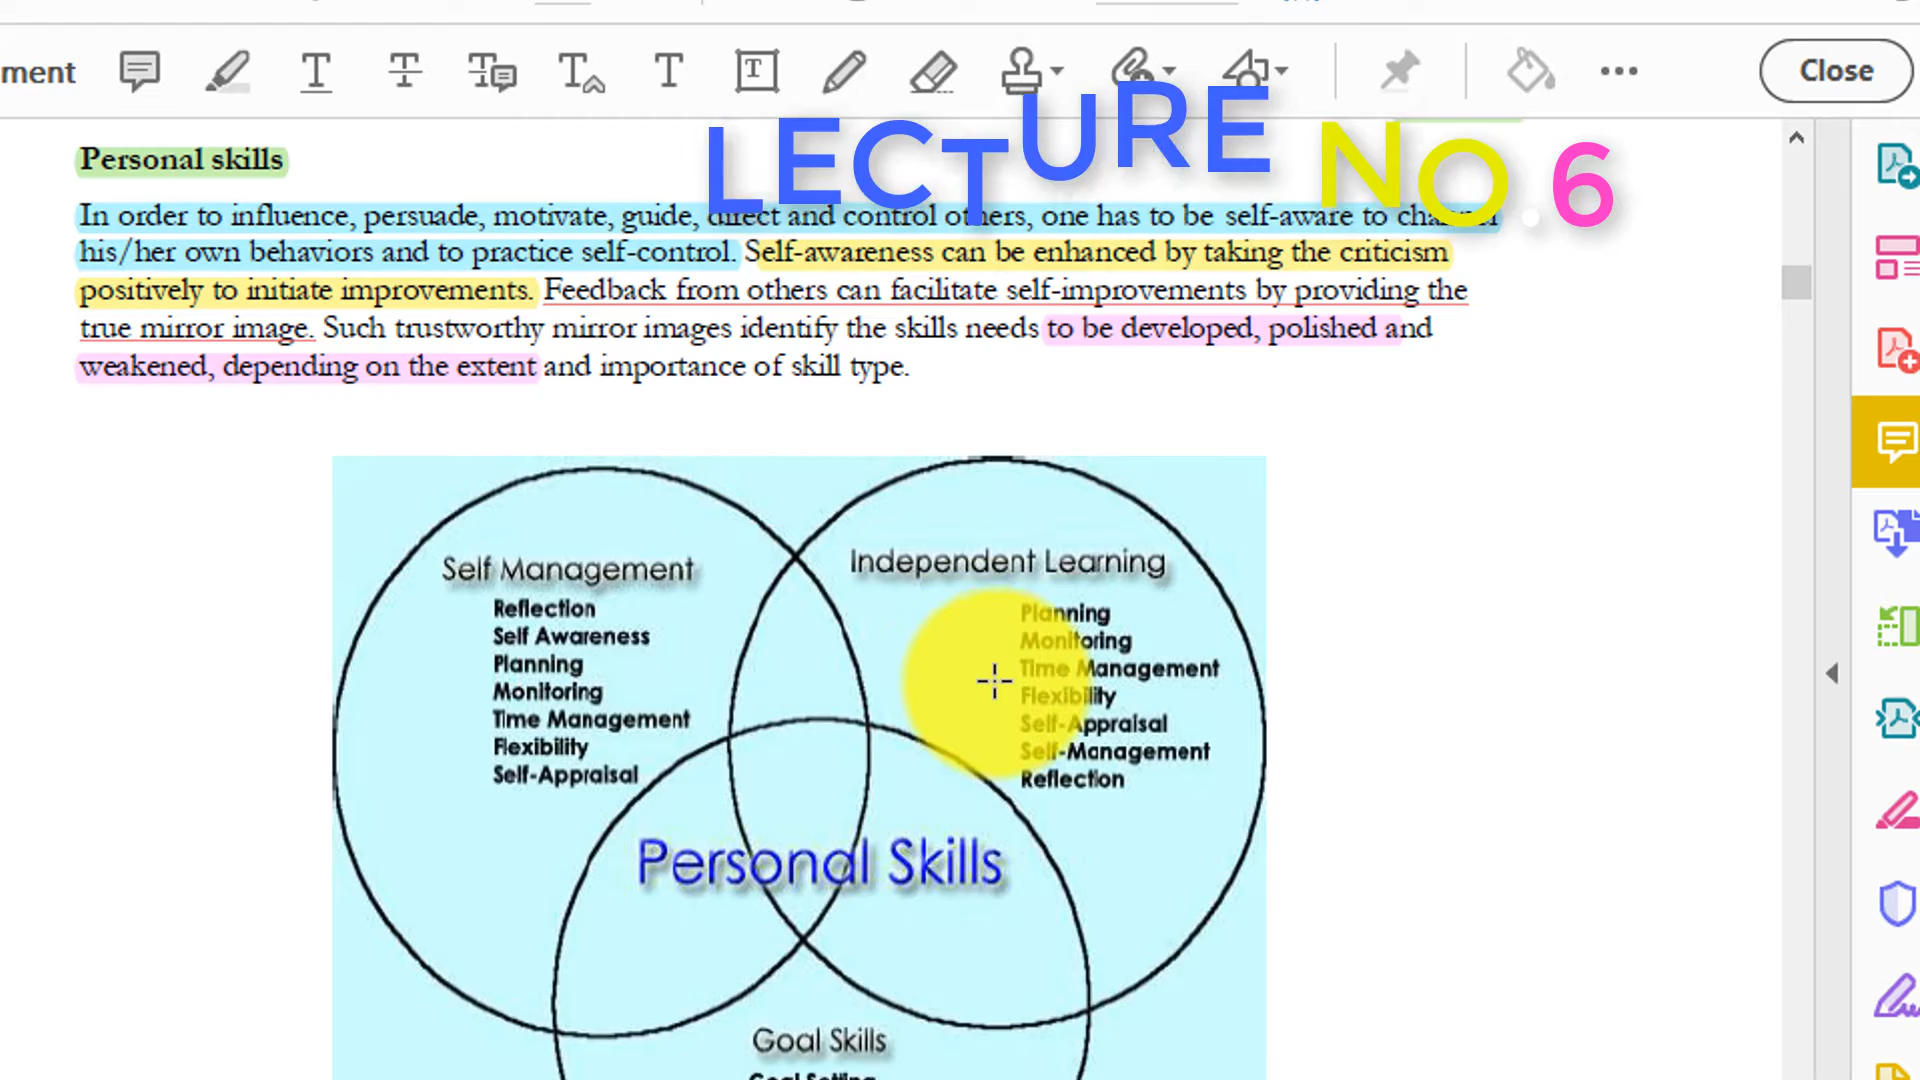 ment
Close
LECTURE NO.6
Personal skills
In order to influence, persuade, motivate, guide, direct and control others, one has to be self-aware to
his/her own behaviors and to practice self-control. Self-awareness can be enhanced by taking the criticism
positively to initiate improvements. Feedback from others can facilitate self-improvements by providing the
true mirror image. Such trustworthy mirror images identify the skills needs to be developed, polished and
weakened, depending on the extent and importance of skill type.
Self Management
Reflection
Self Awareness
Planning
Monitoring
Time Management
Flexibility
Self-Appraisal
Independent Learning
Planning
Monitoring
Time Management
Flexibility
Self-Appraisal
Self-Management
Reflection
Personal Skills
Goal Skills
Goal Setting